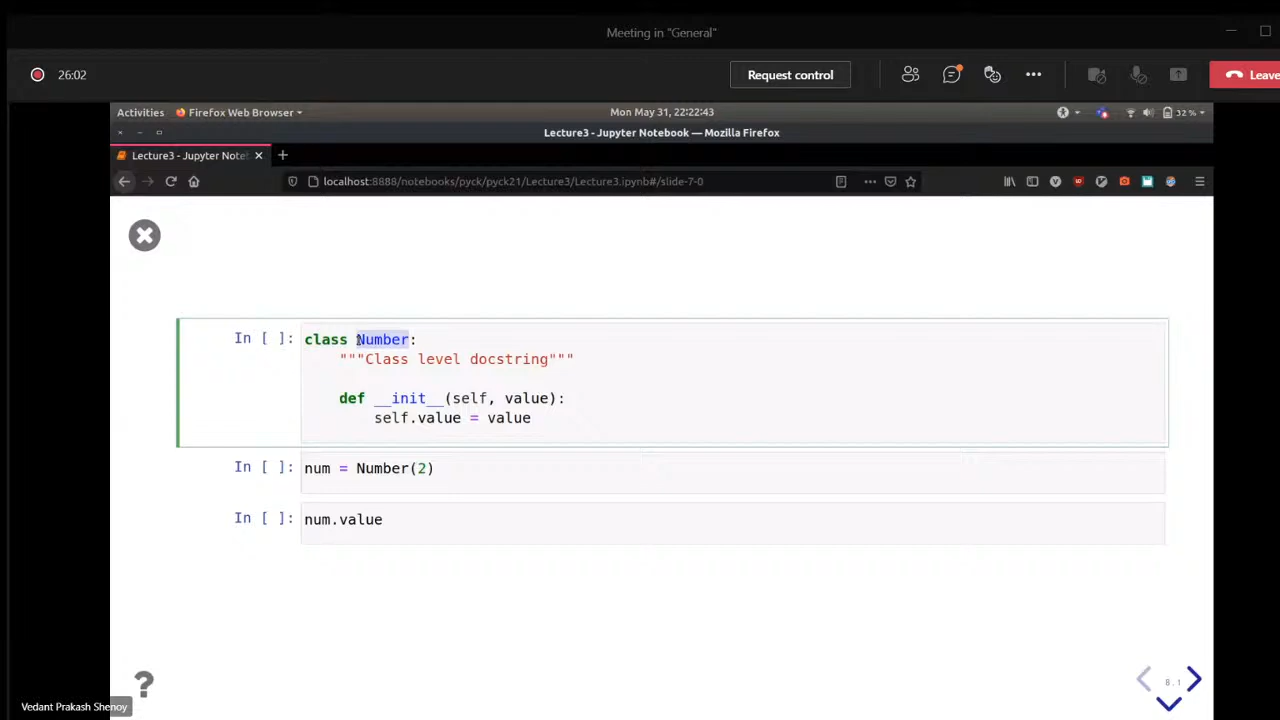 Meeting in "General"
26:02
Request control
Leave
Activities
Firefox Web Browser
Mon May 31, 22:22:43
32 %
Lecture3 - Jupyter Notebook — Mozilla Firefox
Lecture3 - Jupyter Note
localhost:8888/notebooks/pyck/pyck21/Lecture3/Lecture3.ipynb#/slide-7-0
In [ ]:
class Number:
"""Class level docstring"""
def __init__(self, value):
self.value = value
In [ ]:
num = Number(2)
In [ ]:
num.value
?
8.1
Vedant Prakash Shenoy